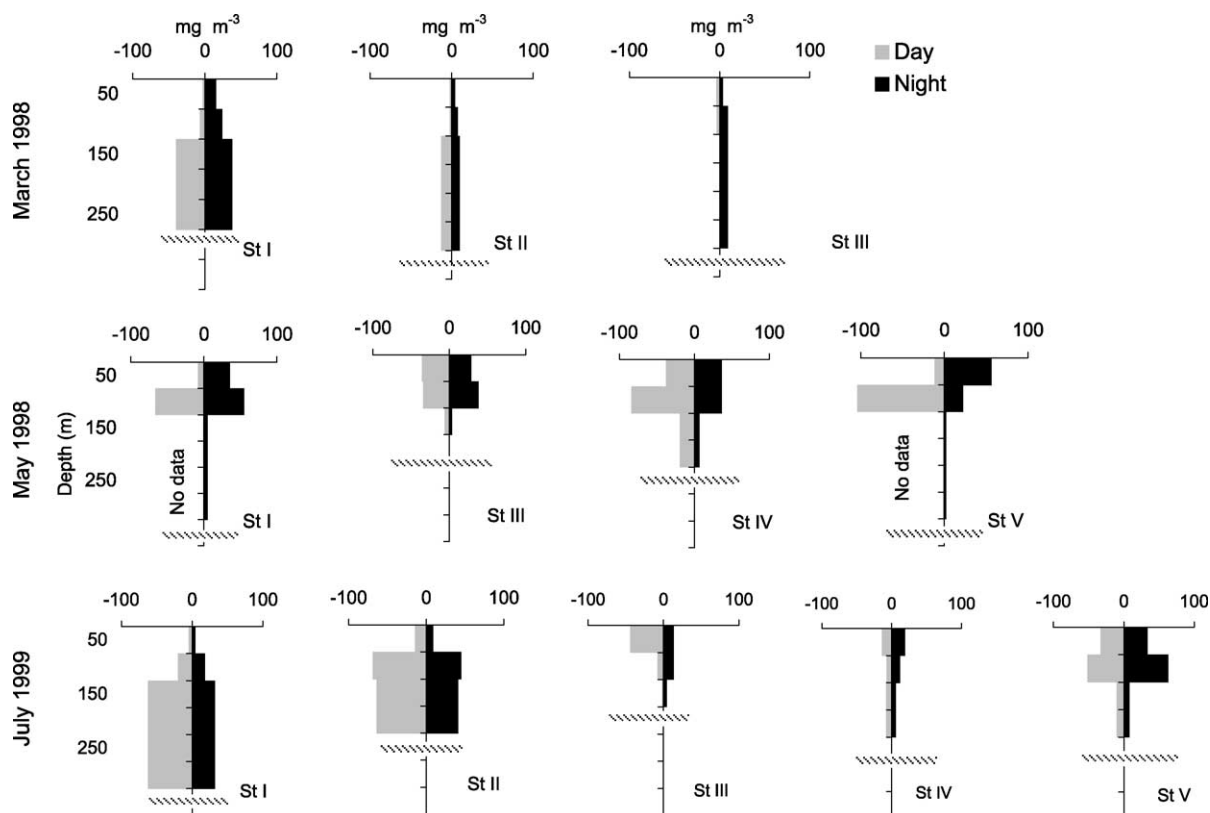 mg m-3 mg m-3 mg m-3
-100 0 100 -100 0 100 -100 0 100
Day
Night
March 1998
50
150
250
St I St II St III
-100 0 100 -100 0 100 -100 0 100 -100 0 100
May 1998
Depth (m)
50
150
250
No data No data
St I St III St IV St V
-100 0 100 -100 0 100 -100 0 100 -100 0 100 -100 0 100
July 1999
50
150
250
St I St II St III St IV St V